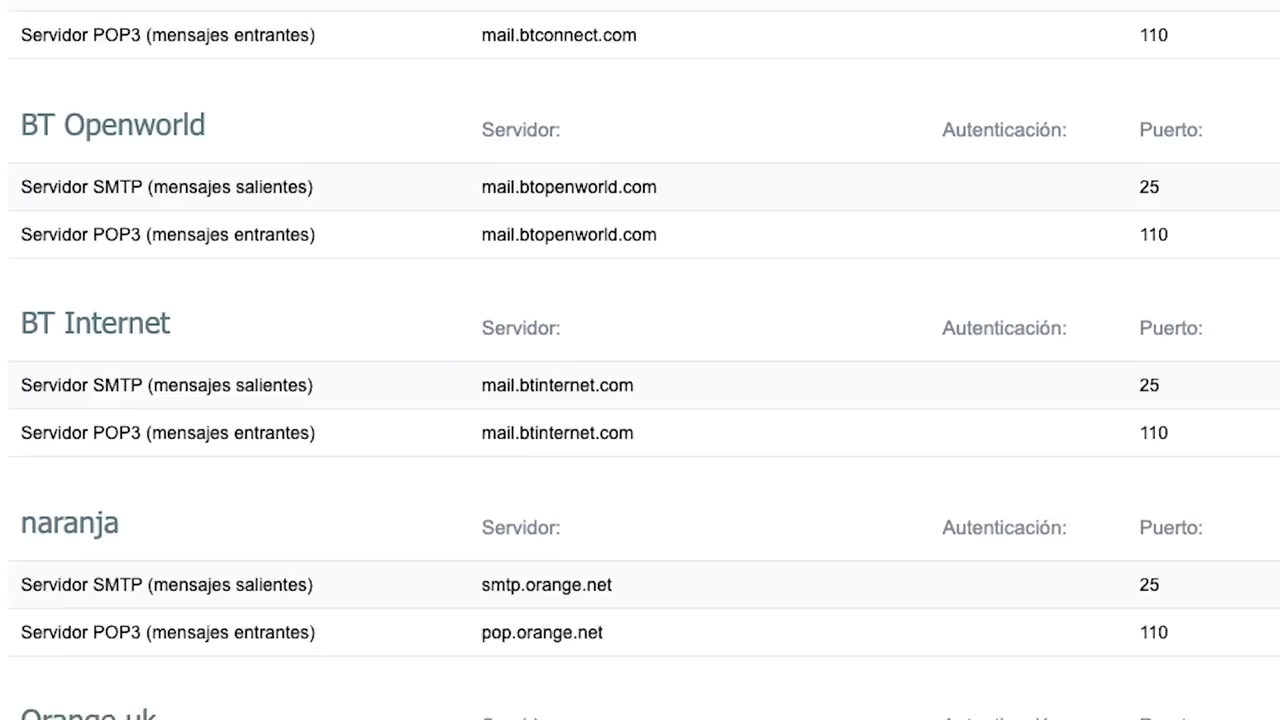 Servidor POP3 (mensajes entrantes) mail.btconnect.com 110
BT Openworld Servidor: Autenticación: Puerto:
Servidor SMTP (mensajes salientes) mail.btopenworld.com 25
Servidor POP3 (mensajes entrantes) mail.btopenworld.com 110
BT Internet Servidor: Autenticación: Puerto:
Servidor SMTP (mensajes salientes) mail.btinternet.com 25
Servidor POP3 (mensajes entrantes) mail.btinternet.com 110
naranja Servidor: Autenticación: Puerto:
Servidor SMTP (mensajes salientes) smtp.orange.net 25
Servidor POP3 (mensajes entrantes) pop.orange.net 110
Orange uk